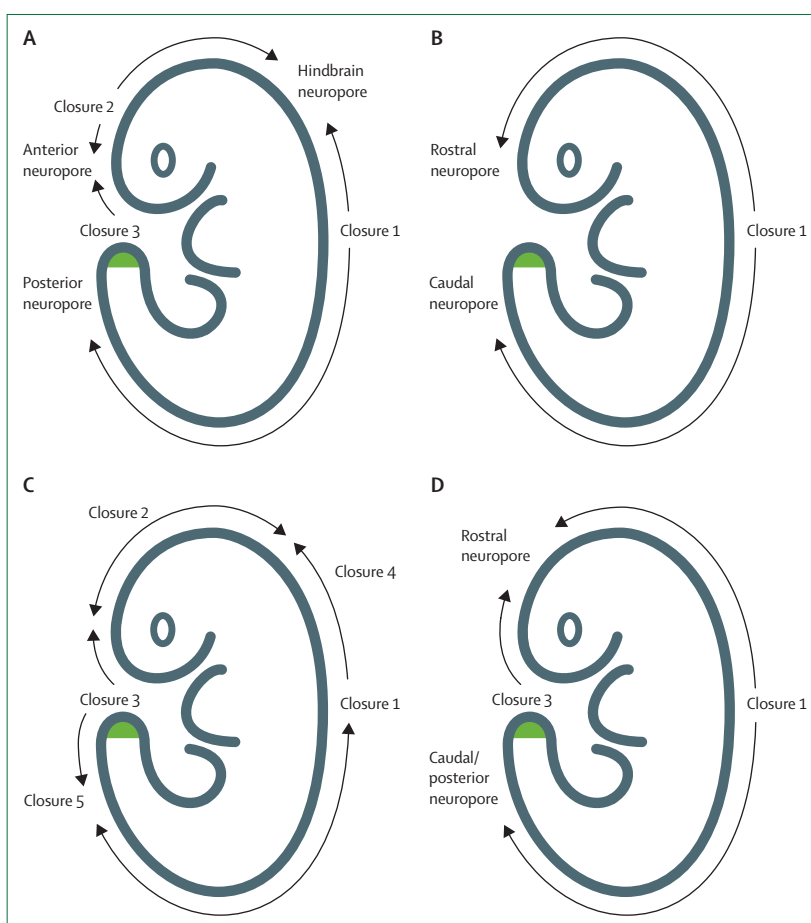 A
Hindbrain
neuropore
Closure 2
Anterior
neuropore
Closure 3
Closure 1
Posterior
neuropore
B
Rostral
neuropore
Closure 1
Caudal
neuropore
C
Closure 2
Closure 4
Closure 3
Closure 1
Closure 5
D
Rostral
neuropore
Closure 3
Closure 1
Caudal/
posterior
neuropore